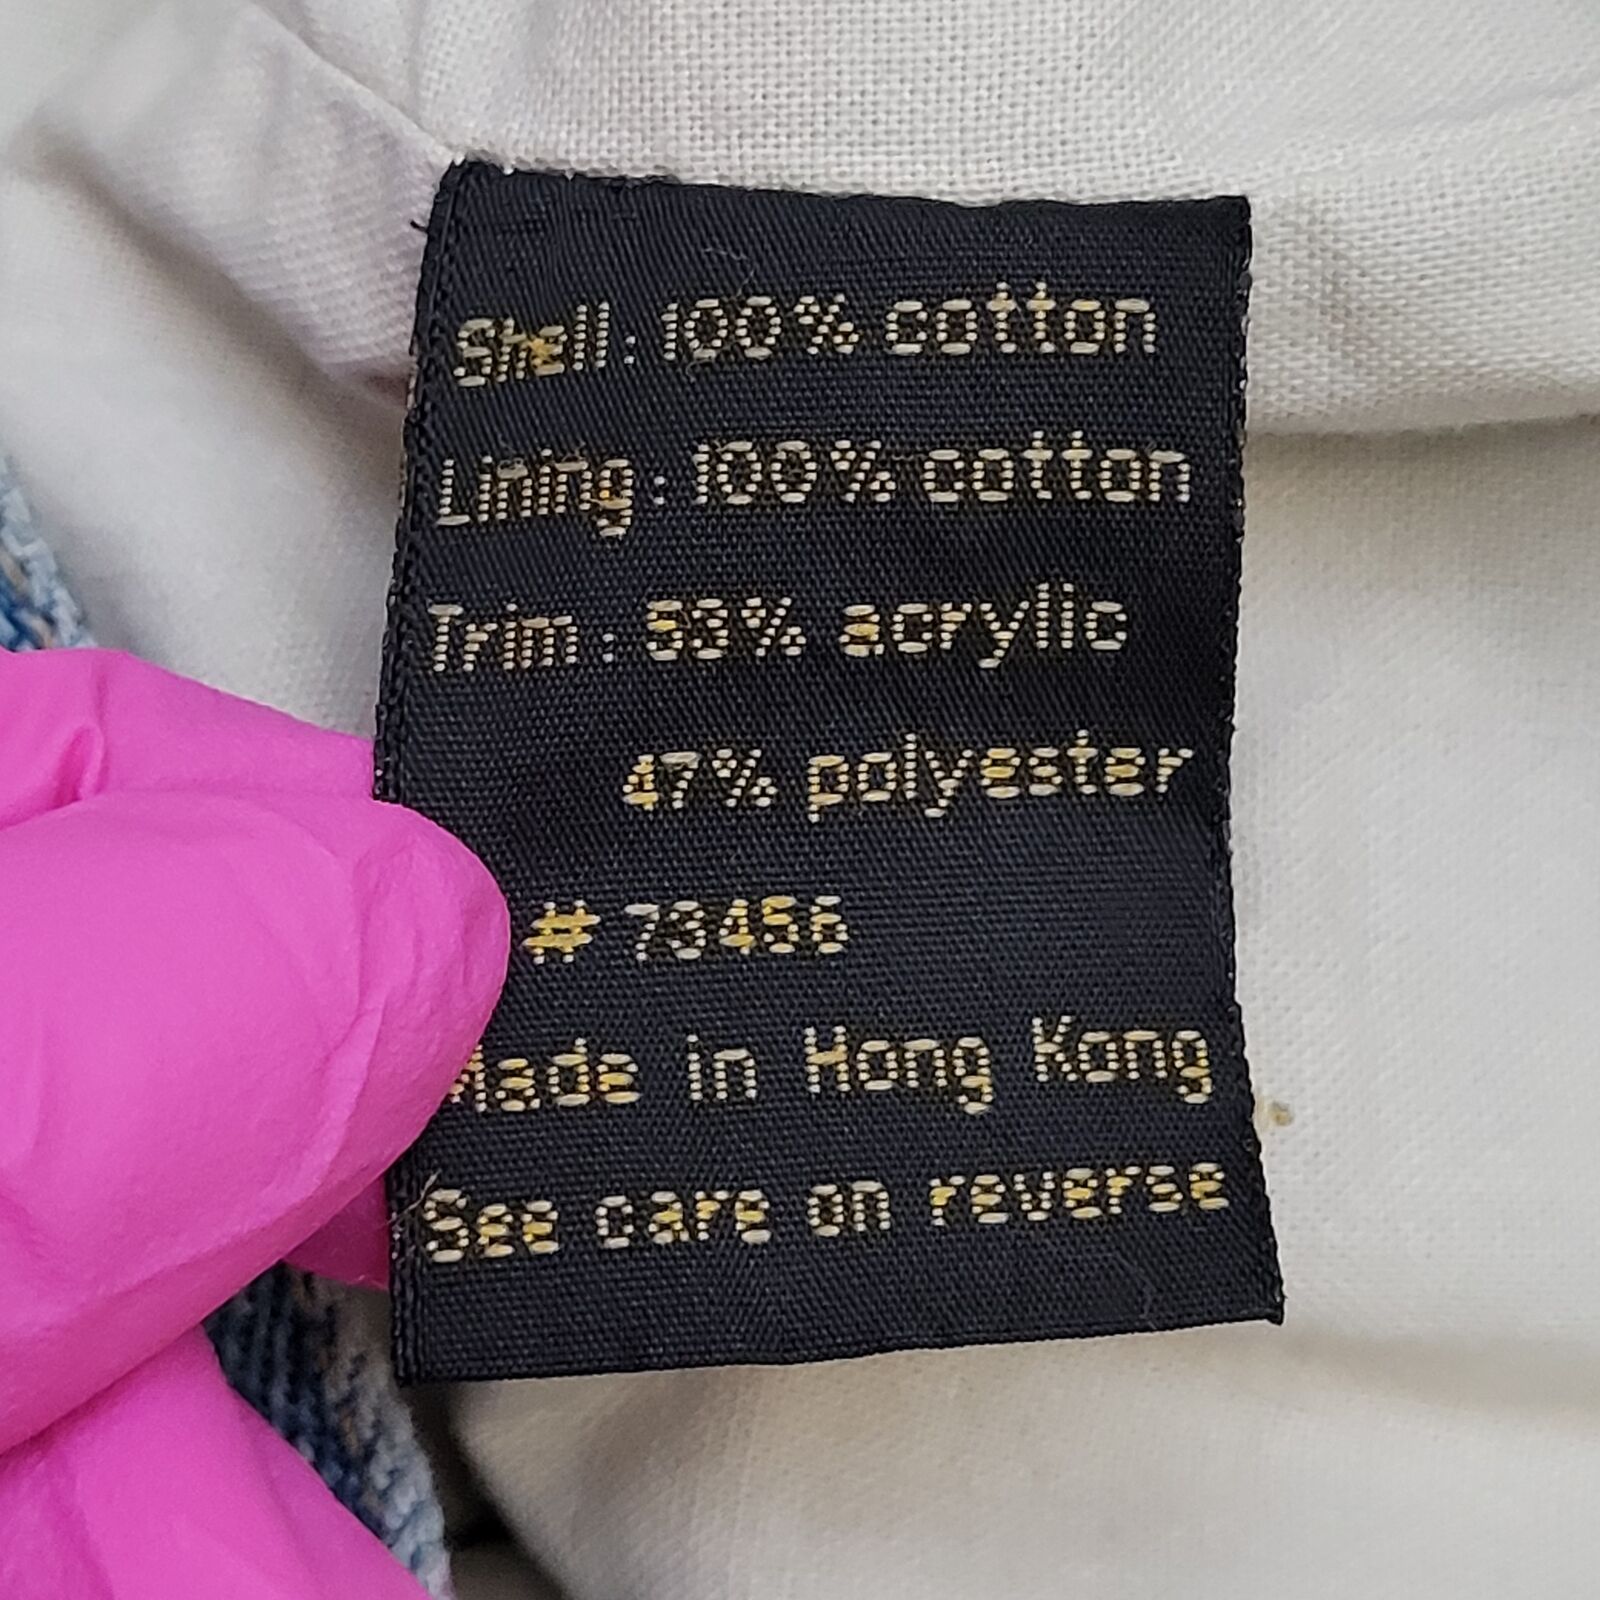 Shell : 100% cotton
Lining : 100% cotton
Trim : 53% acrylic
47% polyester
# 73456
Made in Hong Kong
See care on reverse